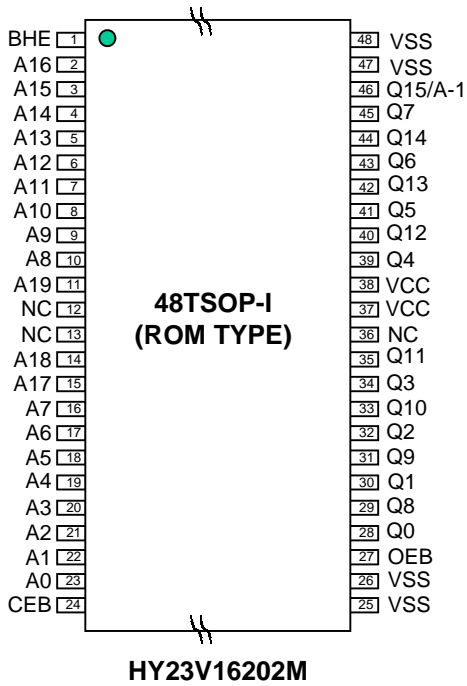 BHE 1 48 VSS
A16 2 47 VSS
A15 3 46 Q15/A-1
A14 4 45 Q7
A13 5 44 Q14
A12 6 43 Q6
A11 7 42 Q13
A10 8 41 Q5
A9 9 40 Q12
A8 10 39 Q4
A19 11 38 VCC
NC 12 37 VCC
48TSOP-I
NC 13 36 NC
(ROM TYPE)
A18 14 35 Q11
A17 15 34 Q3
A7 16 33 Q10
A6 17 32 Q2
A5 18 31 Q9
A4 19 30 Q1
A3 20 29 Q8
A2 21 28 Q0
A1 22 27 OEB
A0 23 26 VSS
CEB 24 25 VSS
HY23V16202M